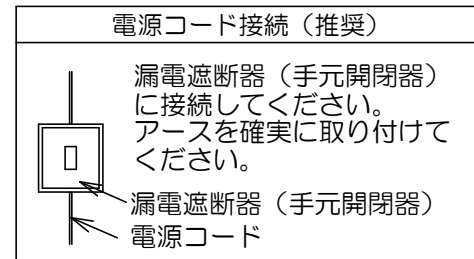 電源コード接続（推奨）
漏電遮断器（手元開閉器）
に接続してください。
アースを確実に取り付けて
ください。
漏電遮断器（手元開閉器）
電源コード